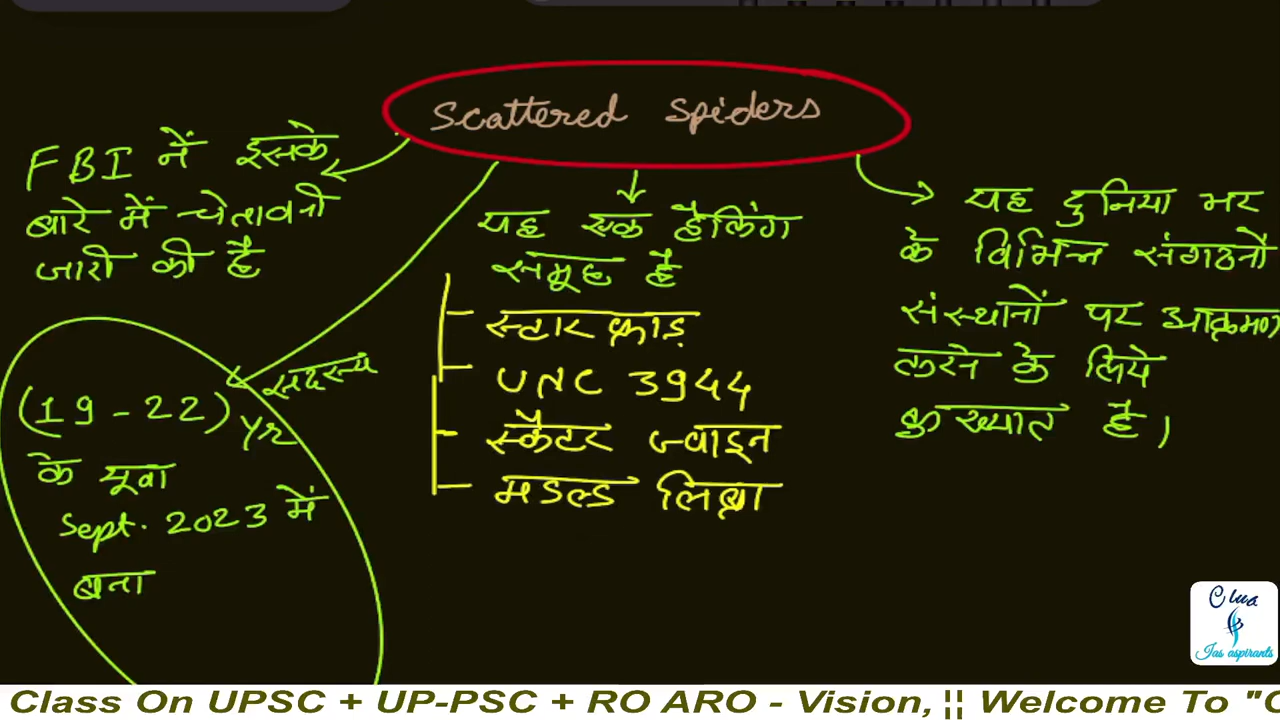 Scattered Spiders
FBI नें इसके
बारे में चेतावनी
जारी की है
यह एक हैकिंग
समूह है
स्टार फ्राड
UNC 3944
स्कैटर स्वाइन
मडल्ड लिब्रा
यह दुनिया भर
के विभिन्न संगठनों
संस्थानों पर आक्रमण
करने के लिये
कुख्यात है।
सदस्य
(19-22) yr
के यूवा
Sept. 2023 में
बना
Clue
Ias aspirants
Class On UPSC + UP-PSC + RO ARO - Vision, || Welcome To "C